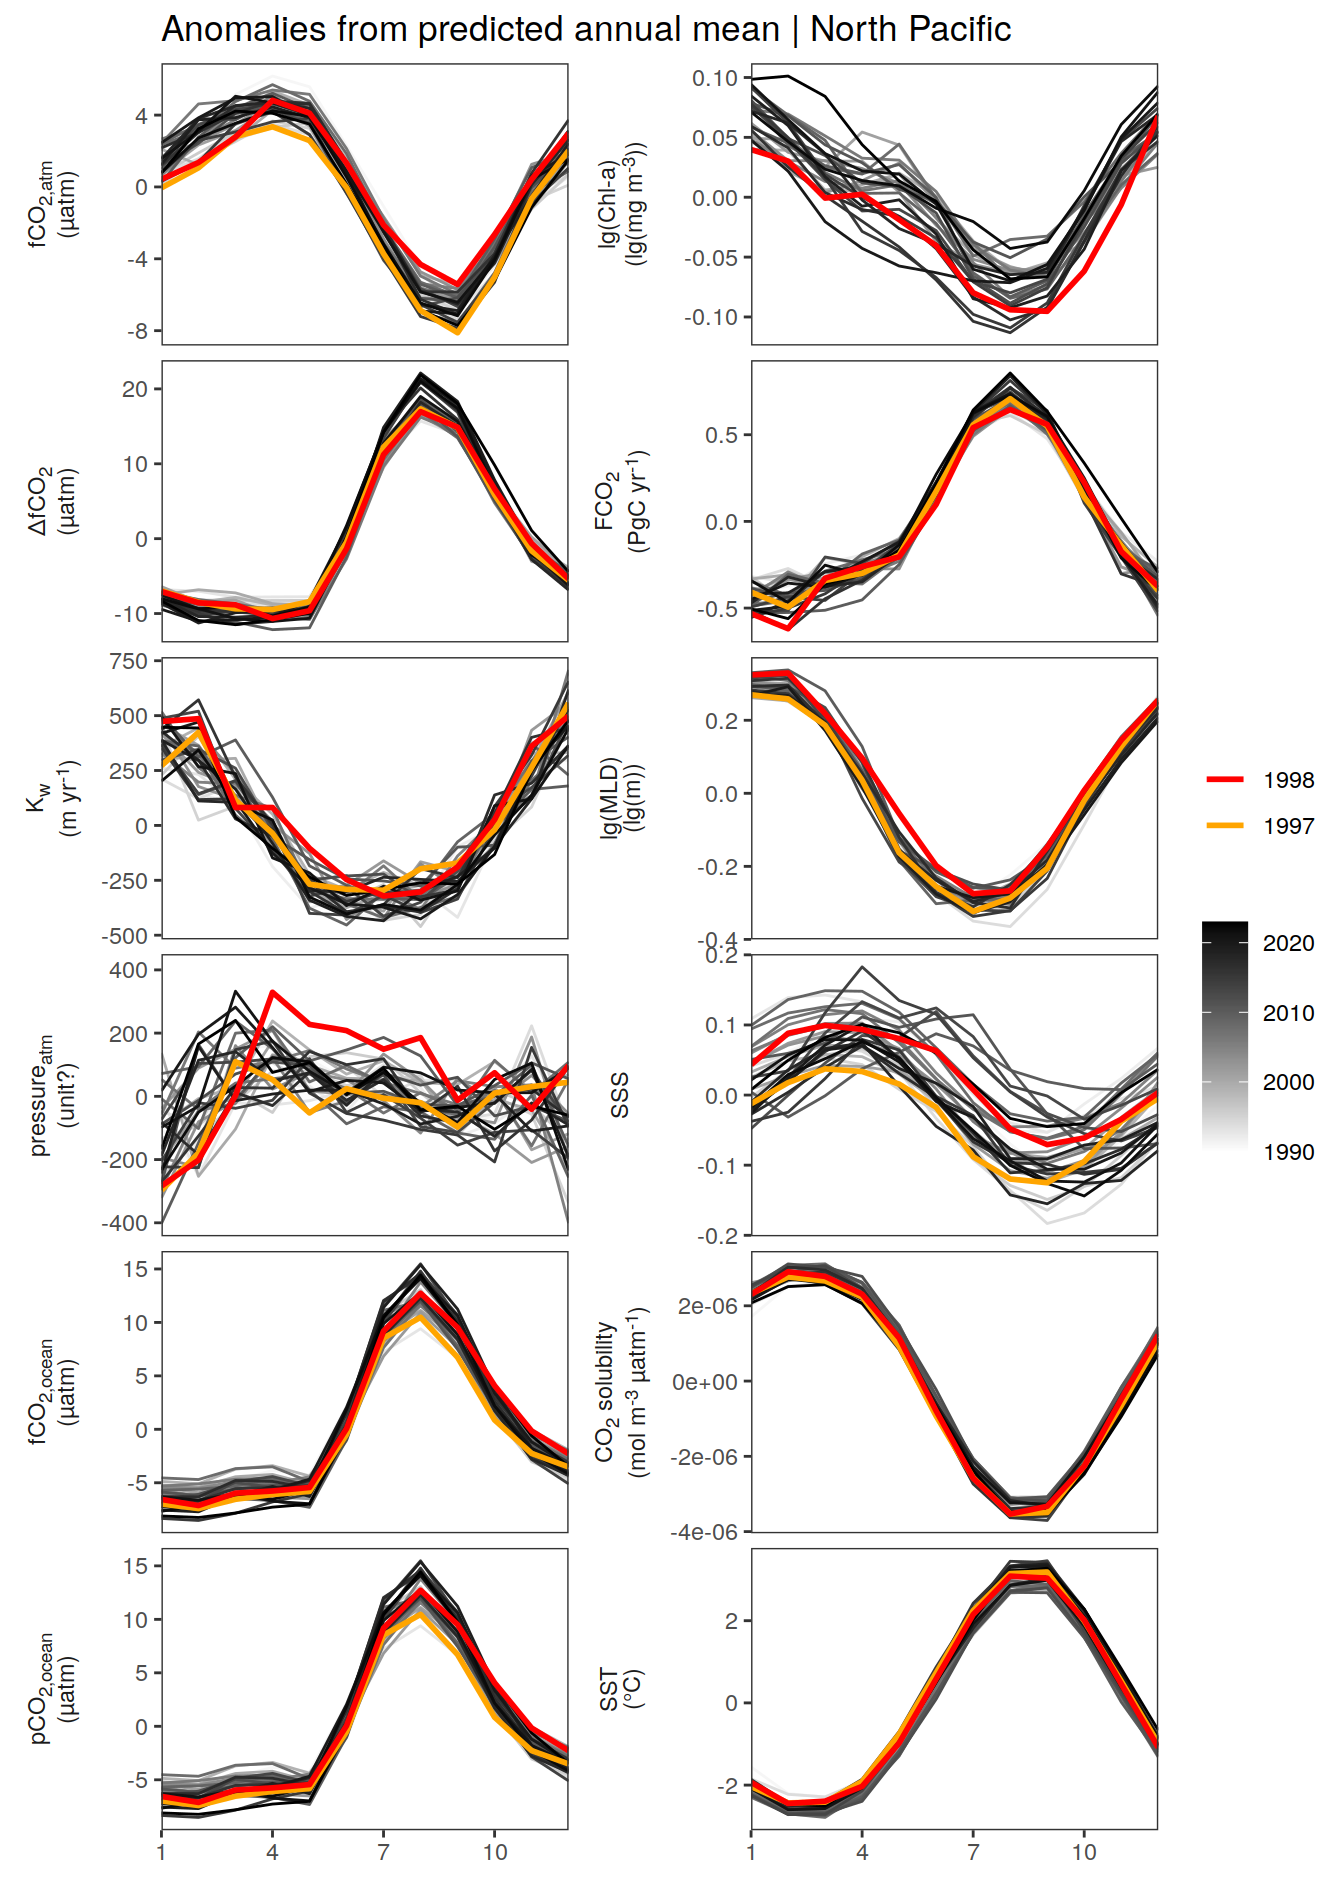 Anomalies from predicted annual mean | North Pacific
fCO2,atm
(µatm)
4
0
-4
-8
lg(Chl-a)
(lg(mg m-3))
0.10
0.05
0.00
-0.05
-0.10
ΔfCO2
(µatm)
20
10
0
-10
FCO2
(PgC yr-1)
0.5
0.0
-0.5
Kw
(m yr-1)
750
500
250
0
-250
-500
lg(MLD)
(lg(m))
0.2
0.0
-0.2
-0.4
pressureatm
(unit?)
400
200
0
-200
-400
SSS
0.2
0.1
0.0
-0.1
-0.2
fCO2,ocean
(µatm)
15
10
5
0
-5
CO2 solubility
(mol m-3 µatm-1)
2e-06
0e+00
-2e-06
-4e-06
pCO2,ocean
(µatm)
15
10
5
0
-5
SST
(°C)
2
0
-2
1 4 7 10
1 4 7 10
1998
1997
2020
2010
2000
1990